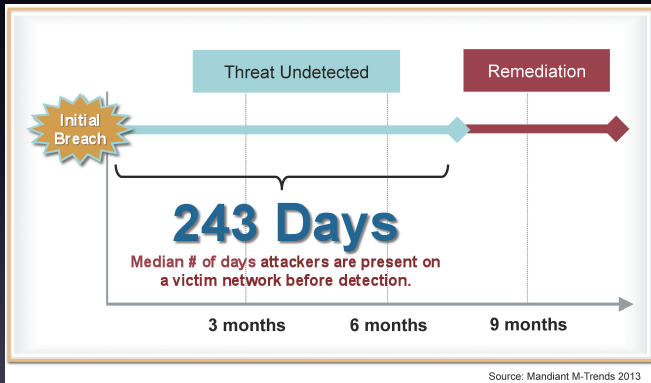 Threat Undetected
Remediation
Initial
Breach
243 Days
Median # of days attackers are present on
a victim network before detection.
3 months
6 months
9 months
Source: Mandiant M-Trends 2013